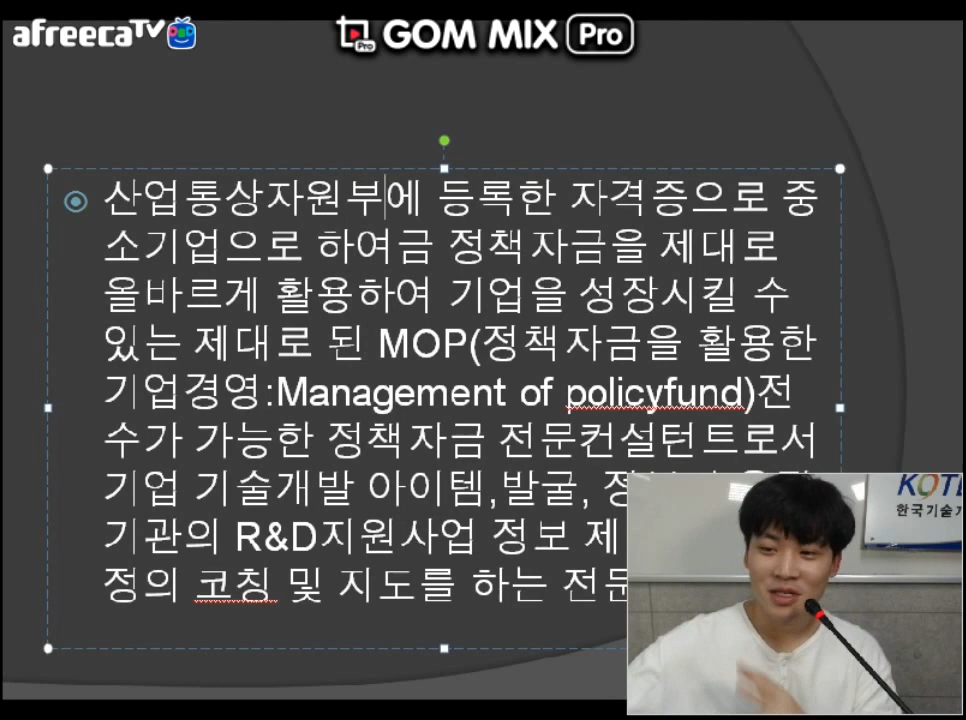 afreecaTV
GOM MIX Pro
Pro
산업통상자원부에 등록한 자격증으로 중
소기업으로 하여금 정책자금을 제대로
올바르게 활용하여 기업을 성장시킬 수
있는 제대로 된 MOP(정책자금을 활용한
기업경영:Management of policyfund)전
수가 가능한 정책자금 전문컨설턴트로서
기업 기술개발 아이템,발굴,
기관의 R&D지원사업 정보 제
정의 코칭 및 지도를 하는 전문
한국기술